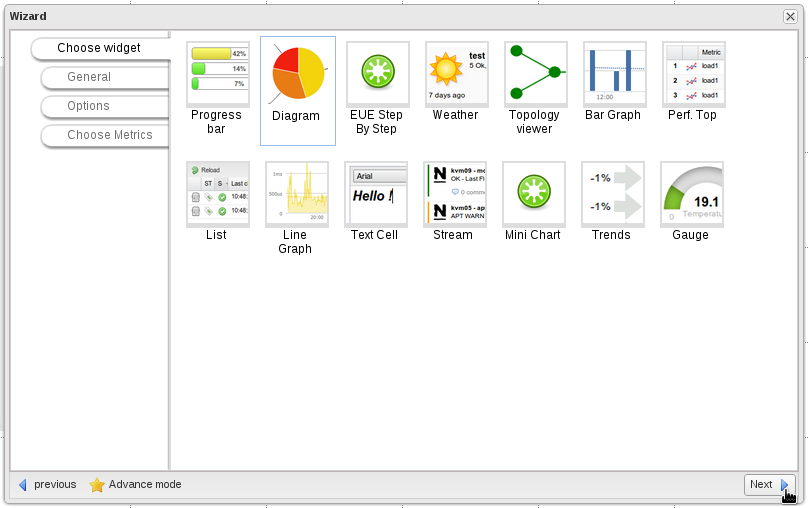 Wizard
Choose widget
General
Options
Choose Metrics
42%
14%
7%
Progress
bar
Diagram
EUE Step
By Step
test
5 Ok,
7 days ago
Weather
Topology
viewer
12:00
Bar Graph
Metric
1 load1
2 load1
3 load1
Perf. Top
Reload
ST S Last c
10:48:
10:48:
List
1ms
500us
0
20:00
Line
Graph
Arial
Hello !
Text Cell
kvm09 - mo
OK - Last Fi
0 comme
kvm05 - ap
APT WARN
Stream
Mini Chart
-1%
-1%
Trends
19.1
0 Temperatu
Gauge
previous
Advance mode
Next